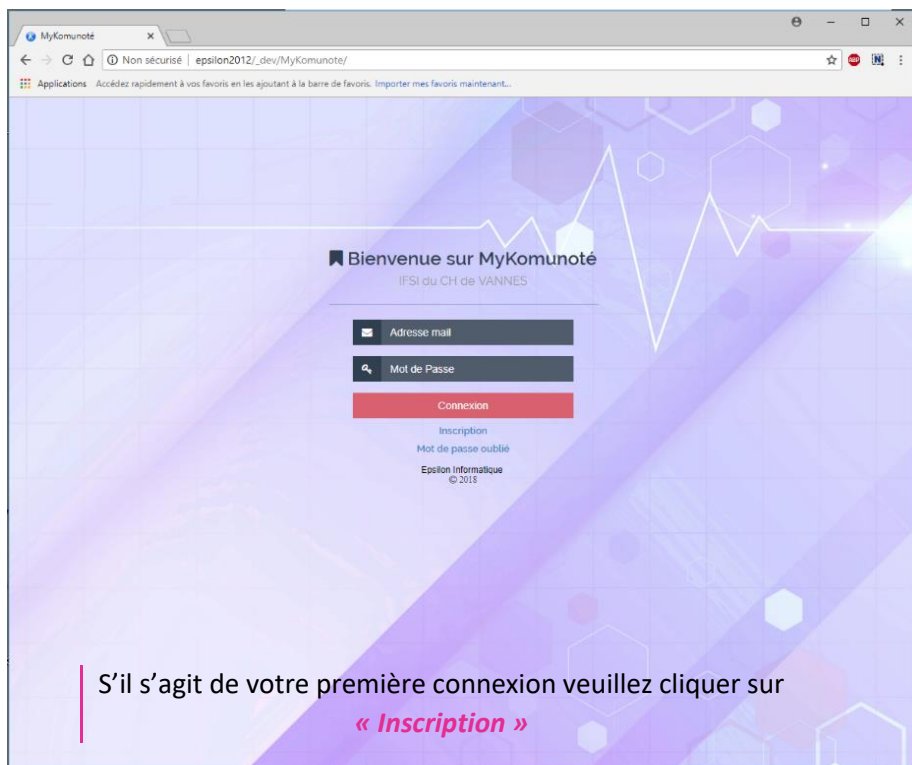 MyKomunoté
Non sécurisé | epsilon2012/_dev/MyKomunote/
Applications Accédez rapidement à vos favoris en les ajoutant à la barre de favoris. Importer mes favoris maintenant...
Bienvenue sur MyKomunoté
IFSI du CH de VANNES
Adresse mail
Mot de Passe
Connexion
Inscription
Mot de passe oublié
Epsilon Informatique
© 2018
S’il s’agit de votre première connexion veuillez cliquer sur
« Inscription »